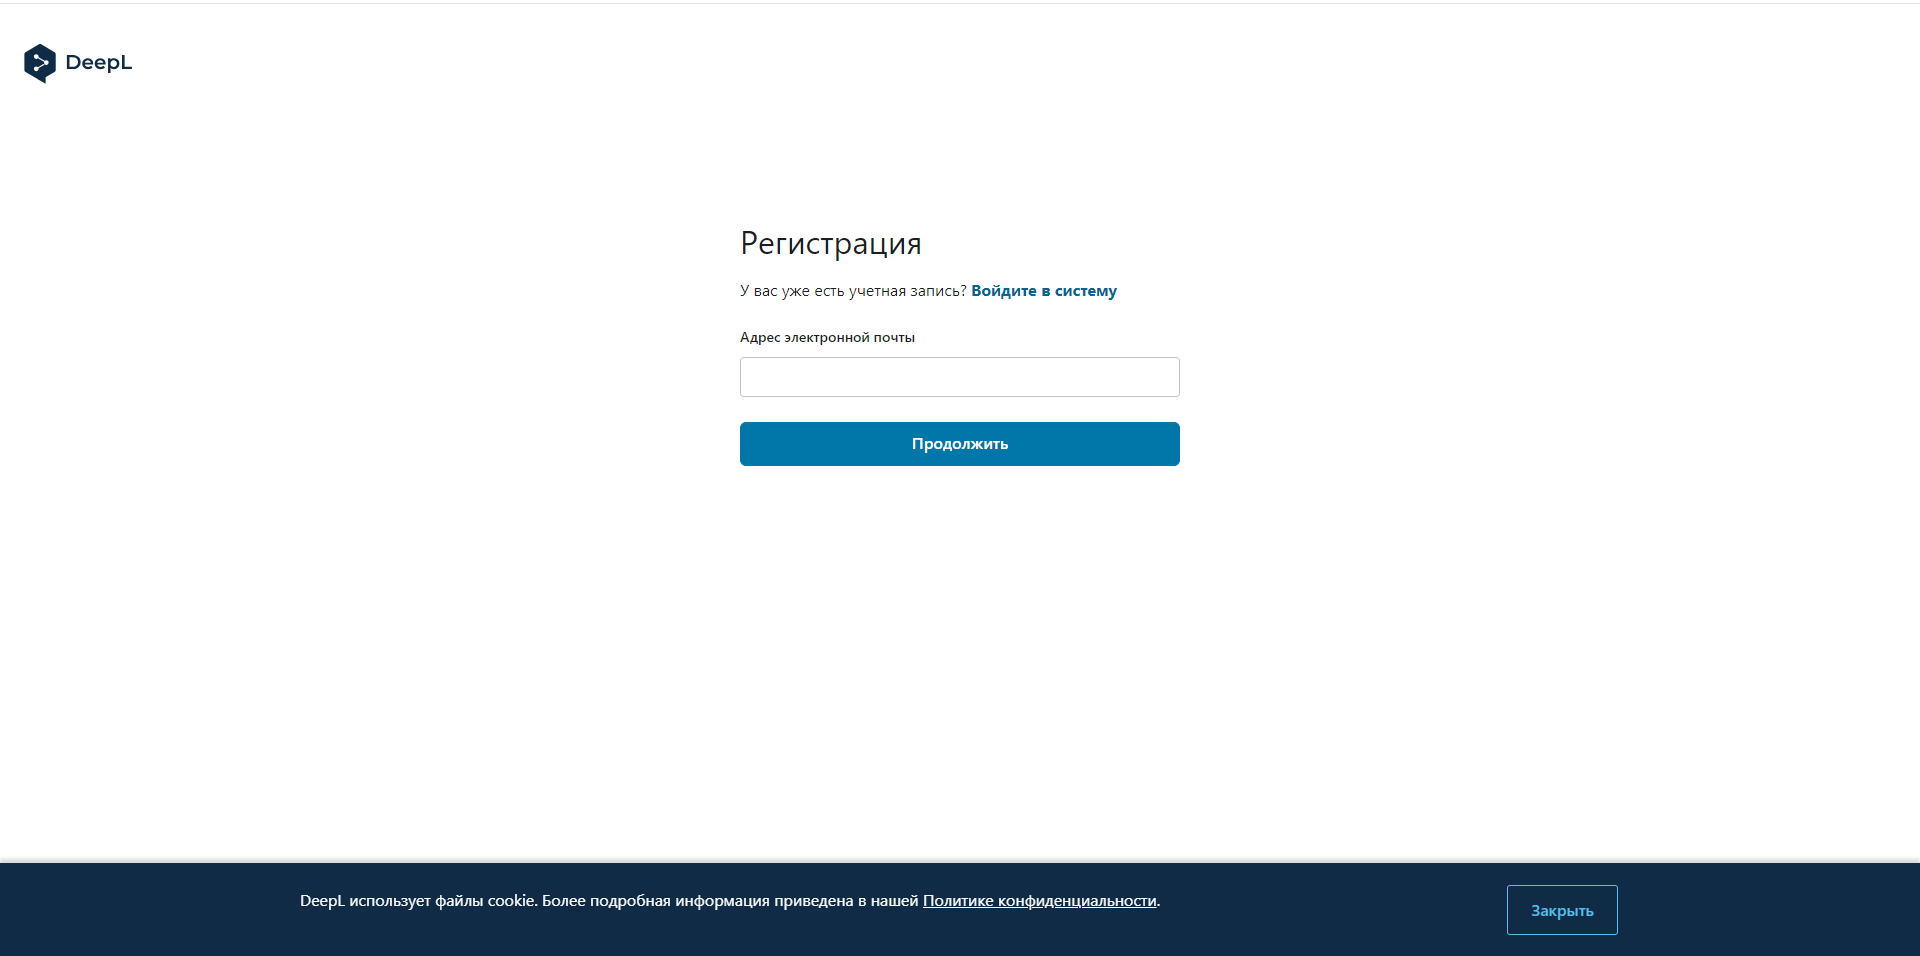 DeepL
Регистрация
У вас уже есть учетная запись? Войдите в систему
Адрес электронной почты
Продолжить
DeepL использует файлы cookie. Более подробная информация приведена в нашей Политике конфиденциальности.
Закрыть